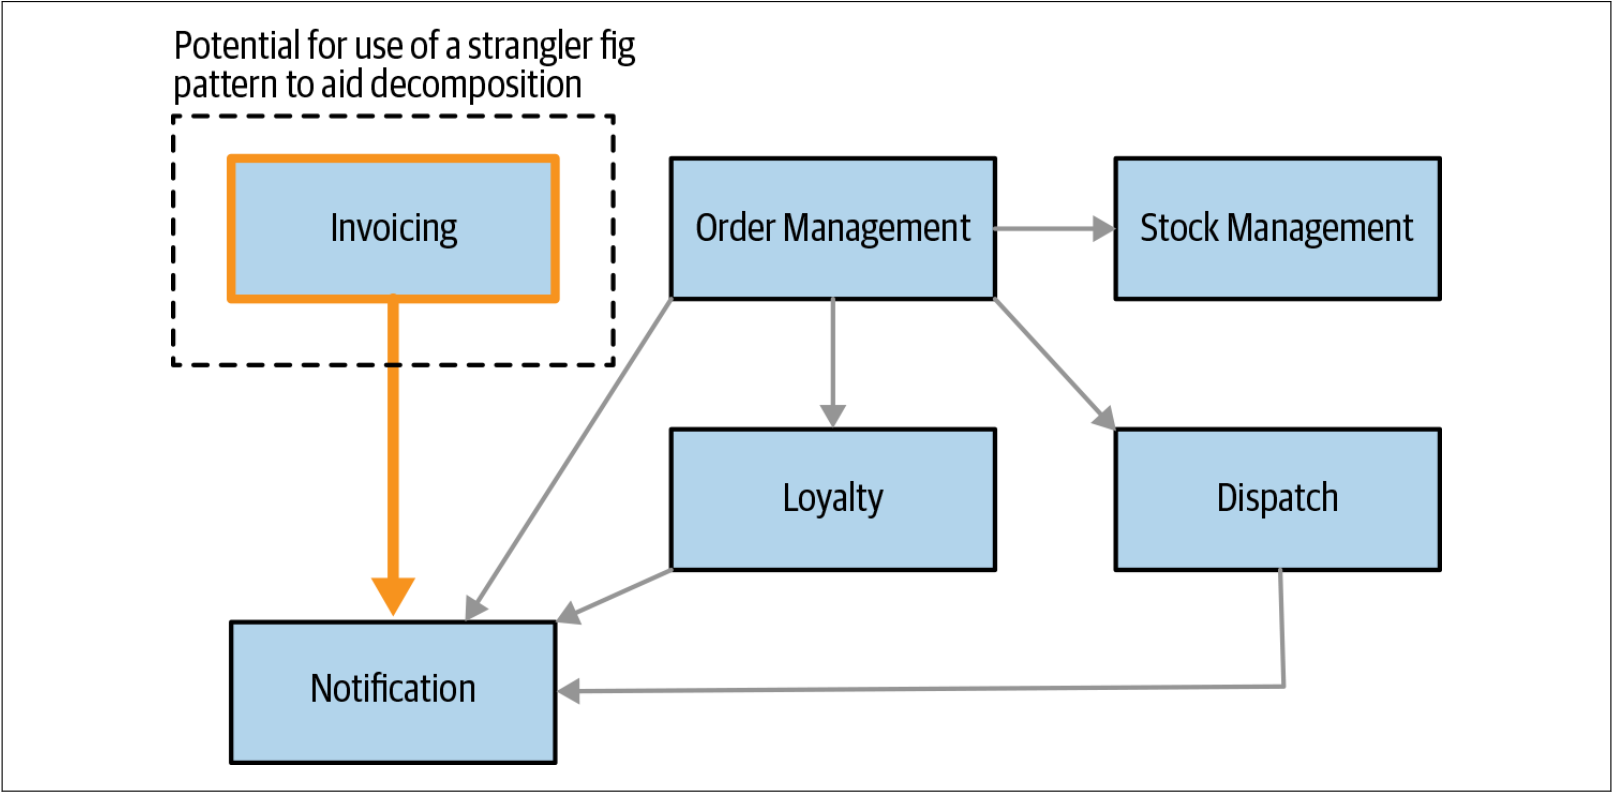 Potential for use of a strangler fig
pattern to aid decomposition
Invoicing
Order Management
Stock Management
Loyalty
Dispatch
Notification